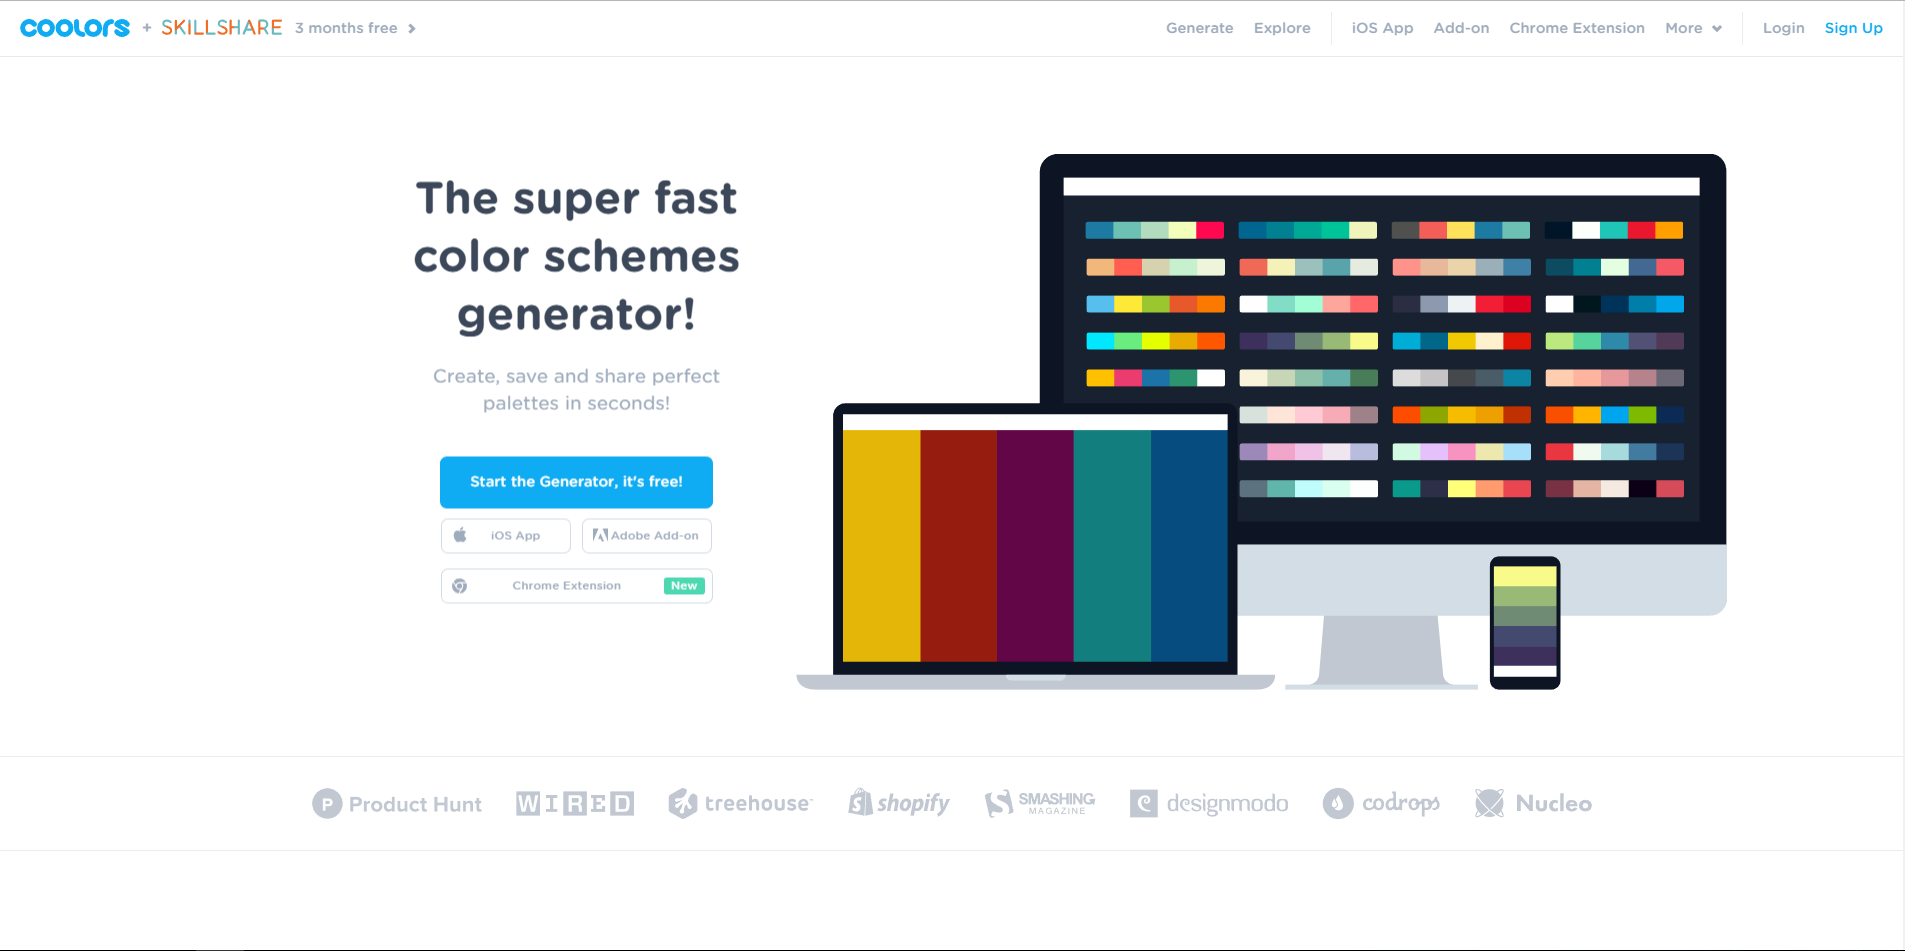 coolors + SKILLSHARE 3 months free
Generate Explore iOS App Add-on Chrome Extension More Login Sign Up
The super fast
color schemes
generator!
Create, save and share perfect
palettes in seconds!
Start the Generator, it's free!
iOS App Adobe Add-on
Chrome Extension New
P Product Hunt WIRED treehouse shopify SMASHING MAGAZINE designmodo codrops Nucleo